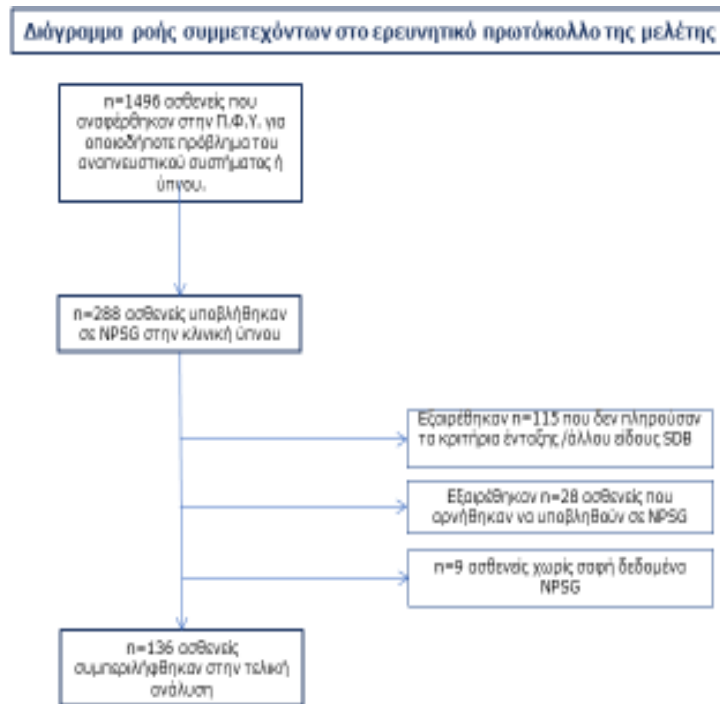 Διάγραμμα ροής συμμετεχόντων στο ερευνητικό πρωτόκολλο της μελέτης
n=1496 ασθενείς που
αναφέρθηκαν στην Π.Φ.Υ. για
οποιοδήποτε πρόβλημα του
αναπνευστικού συστήματος ή
ύπνου.
n=288 ασθενείς υποβλήθηκαν
σε NPSG στην κλινική ύπνου
Εξαιρέθηκαν n=115 που δεν πληρούσαν
τα κριτήρια ένταξης /άλλου είδους SDB
Εξαιρέθηκαν n=28 ασθενείς που
αρνήθηκαν να υποβληθούν σε NPSG
n=9 ασθενείς χωρίς σαφή δεδομένα
NPSG
n=136 ασθενείς
συμπεριλήφθηκαν στην τελική
ανάλυση